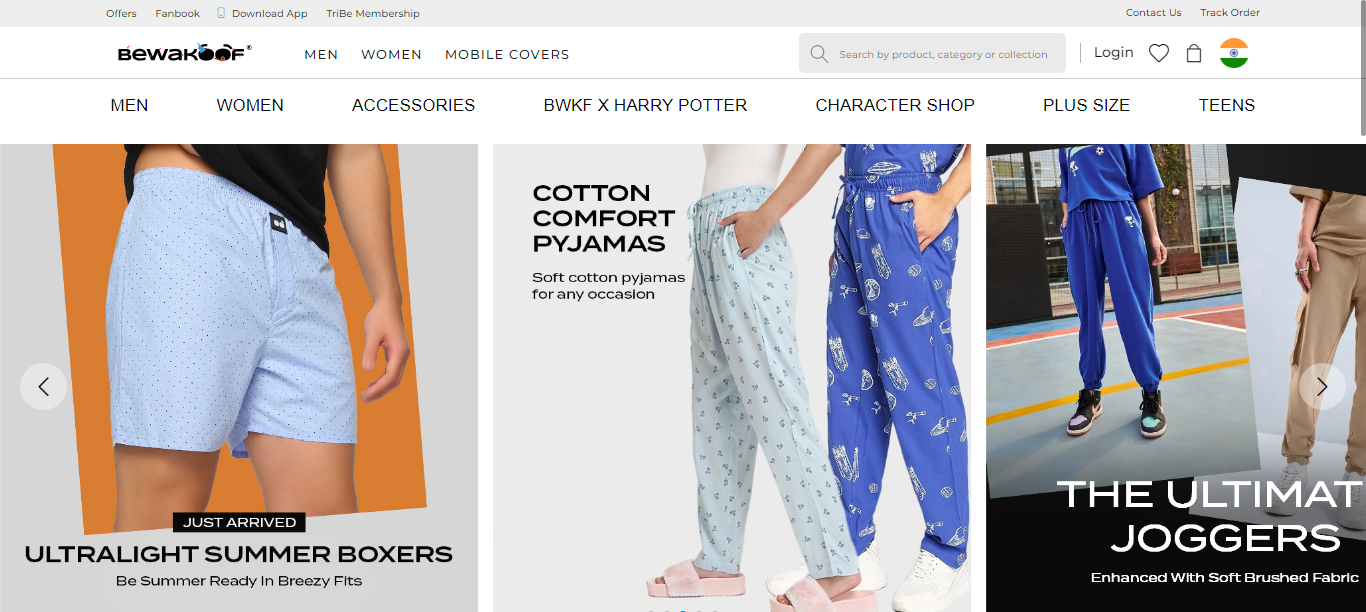 Offers Fanbook Download App TriBe Membership Contact Us Track Order
BEWAKOOF® MEN WOMEN MOBILE COVERS Search by product, category or collection Login
MEN WOMEN ACCESSORIES BWKF X HARRY POTTER CHARACTER SHOP PLUS SIZE TEENS
JUST ARRIVED
ULTRALIGHT SUMMER BOXERS
Be Summer Ready In Breezy Fits
COTTON
COMFORT
PYJAMAS
Soft cotton pyjamas
for any occasion
THE ULTIMAT
JOGGERS
Enhanced With Soft Brushed Fabric